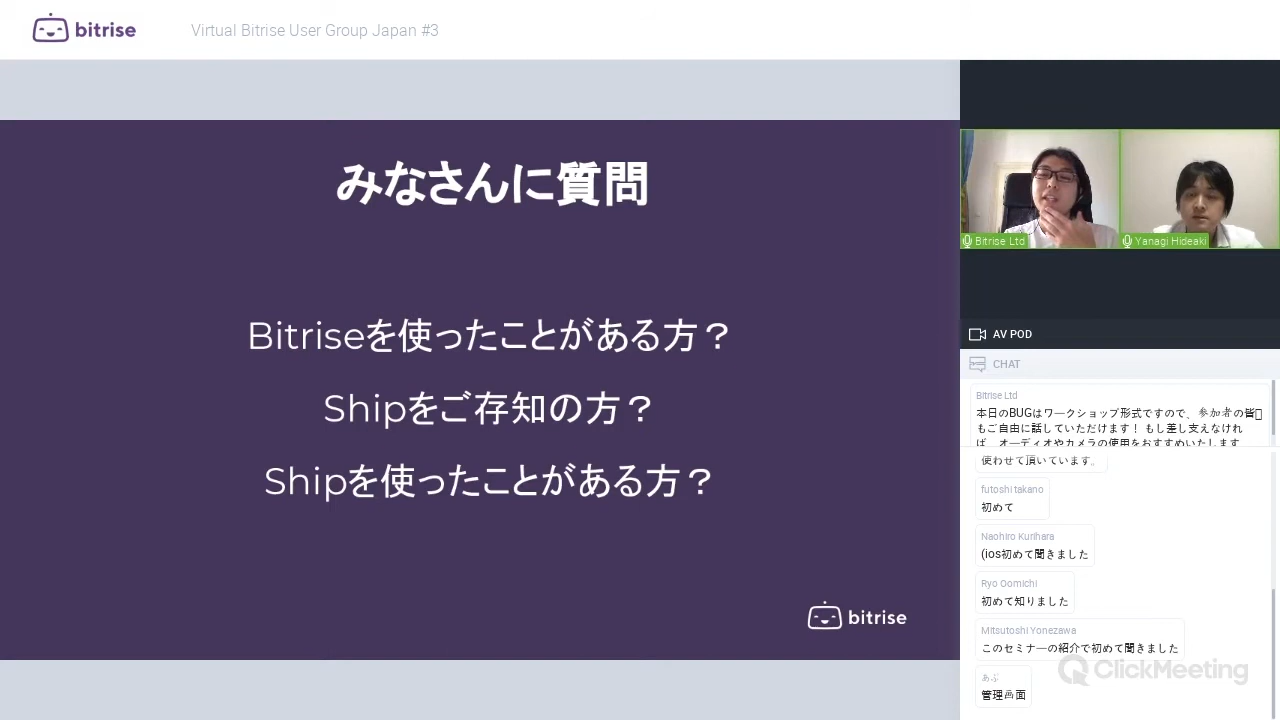 bitrise
Virtual Bitrise User Group Japan #3
みなさんに質問
Bitriseを使ったことがある方？
Shipをご存知の方？
Shipを使ったことがある方？
bitrise
Bitrise Ltd
Yanagi Hideaki
AV POD
CHAT
Bitrise Ltd
本日のBUGはワークショップ形式ですので、参加者の皆
もご自由に話していただけます！ もし差し支えなけれ
ば、オーディオやカメラの使用をおすすめいたします
使わせて頂いています。
futoshi takano
初めて
Naohiro Kurihara
(ios初めて聞きました
Ryo Oomichi
初めて知りました
Mitsutoshi Yonezawa
このセミナーの紹介で初めて聞きました
ClickMeeting
あぶ
管理画面